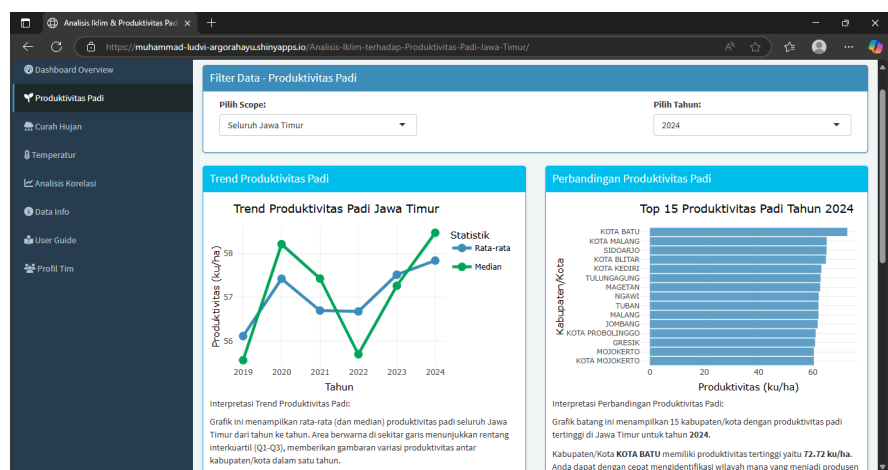 Analisis Iklim & Produktivitas Pad
https://muhammad-ludvi-argorahayu.shinyapps.io/Analisis-Iklim-terhadap-Produktivitas-Padi-Jawa-Timur/
Dashboard Overview
Produktivitas Padi
Curah Hujan
Temperatur
Analisis Korelasi
Data Info
User Guide
Profil Tim
Filter Data - Produktivitas Padi
Pilih Scope:
Seluruh Jawa Timur
Pilih Tahun:
2024
Trend Produktivitas Padi
Trend Produktivitas Padi Jawa Timur
Statistik
Rata-rata
Median
Produktivitas (ku/ha)
58
57
56
2019 2020 2021 2022 2023 2024
Tahun
Interpretasi Trend Produktivitas Padi:
Grafik ini menampilkan rata-rata (dan median) produktivitas padi seluruh Jawa
Timur dari tahun ke tahun. Area berwarna di sekitar garis menunjukkan rentang
interkuartil (Q1-Q3), memberikan gambaran variasi produktivitas antar
kabupaten/kota dalam satu tahun.
Perbandingan Produktivitas Padi
Top 15 Produktivitas Padi Tahun 2024
Kabupaten/Kota
KOTA BATU
KOTA MALANG
SIDOARJO
KOTA BLITAR
KOTA KEDIRI
TULUNGAGUNG
MAGETAN
NGAWI
TUBAN
MALANG
JOMBANG
KOTA PROBOLINGGO
GRESIK
MOJOKERTO
KOTA MOJOKERTO
0 20 40 60
Produktivitas (ku/ha)
Interpretasi Perbandingan Produktivitas Padi:
Grafik batang ini menampilkan 15 kabupaten/kota dengan produktivitas padi
tertinggi di Jawa Timur untuk tahun 2024.
Kabupaten/Kota KOTA BATU memiliki produktivitas tertinggi yaitu 72.72 ku/ha.
Anda dapat dengan cepat mengidentifikasi wilayah mana yang menjadi produsen